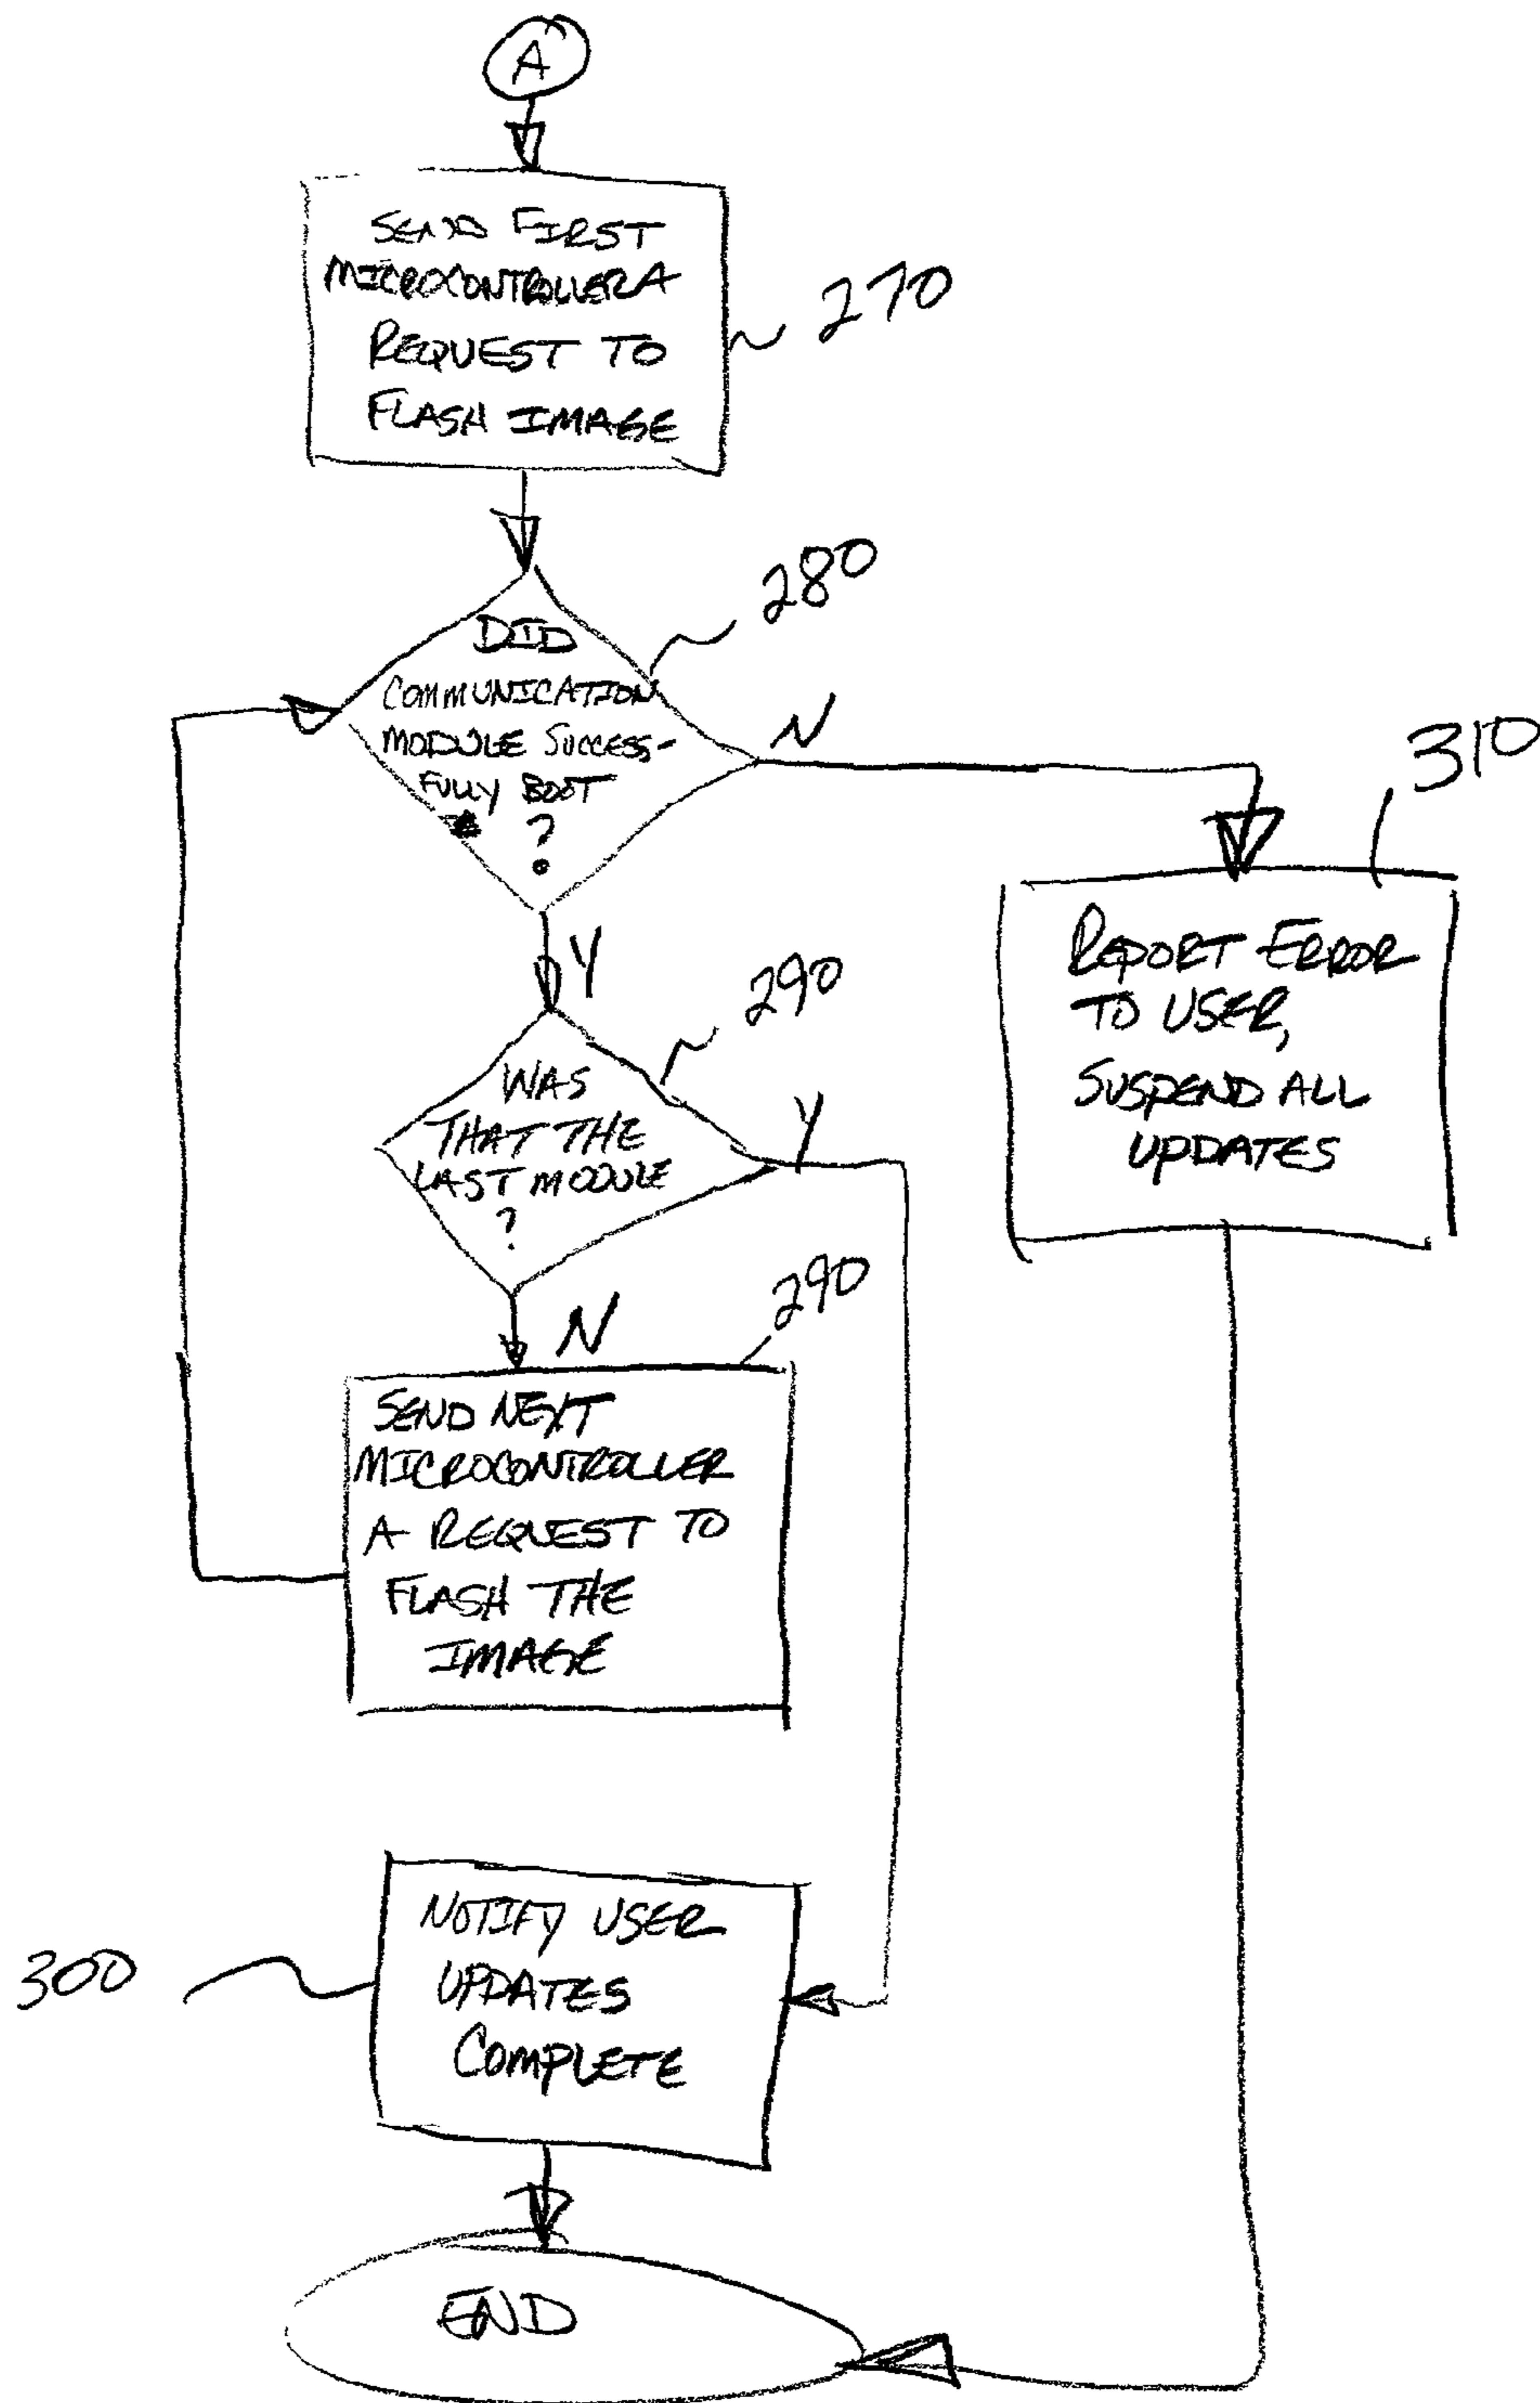 A
SEND FIRST
MICROCONTROLLER A
REQUEST TO
FLASH IMAGE
270
DID
COMMUNICATION
MODULE SUCCESS-
FULLY BOOT
?
280
N
310
REPORT ERROR
TO USER,
SUSPEND ALL
UPDATES
Y
290
WAS
THAT THE
LAST MODULE
?
Y
N
290
SEND NEXT
MICROCONTROLLER
A REQUEST TO
FLASH THE
IMAGE
300
NOTIFY USER
UPDATES
COMPLETE
END